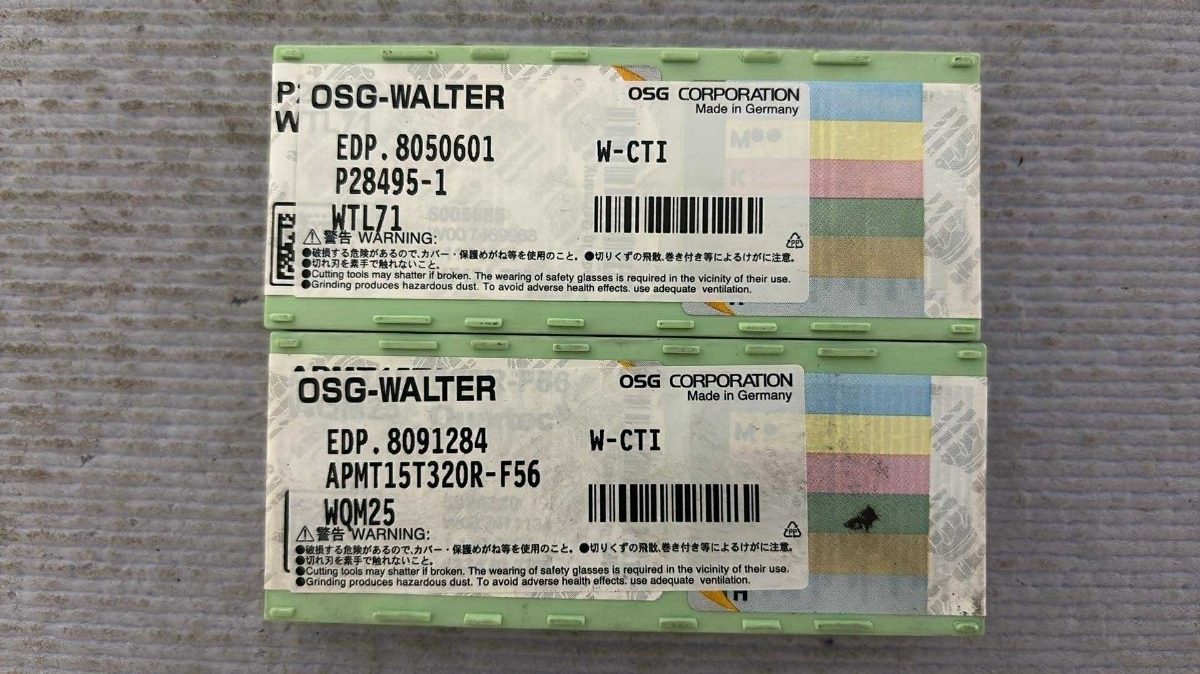 P
W
OSG-WALTER
OSG CORPORATION
Made in Germany
EDP. 8050601
W-CTI
P28495-1
WTL71
⚠警告 WARNING:
●破損する危険があるので、カバー・保護めがね等を使用のこと。 ●切りくずの飛散、巻き付き等によるけがに注意。
●切れ刃を素手で触れないこと。
●Cutting tools may shatter if broken. The wearing of safety glasses is required in the vicinity of their use.
●Grinding produces hazardous dust. To avoid adverse health effects. use adequate ventilation.
PP
M
K
OSG-WALTER
OSG CORPORATION
Made in Germany
EDP. 8091284
W-CTI
APMT15T320R-F56
WQM25
⚠警告 WARNING:
●破損する危険があるので、カバー・保護めがね等を使用のこと。 ●切りくずの飛散、巻き付き等によるけがに注意。
●切れ刃を素手で触れないこと。
●Cutting tools may shatter if broken. The wearing of safety glasses is required in the vicinity of their use.
●Grinding produces hazardous dust. To avoid adverse health effects. use adequate ventilation.
PP
M
H